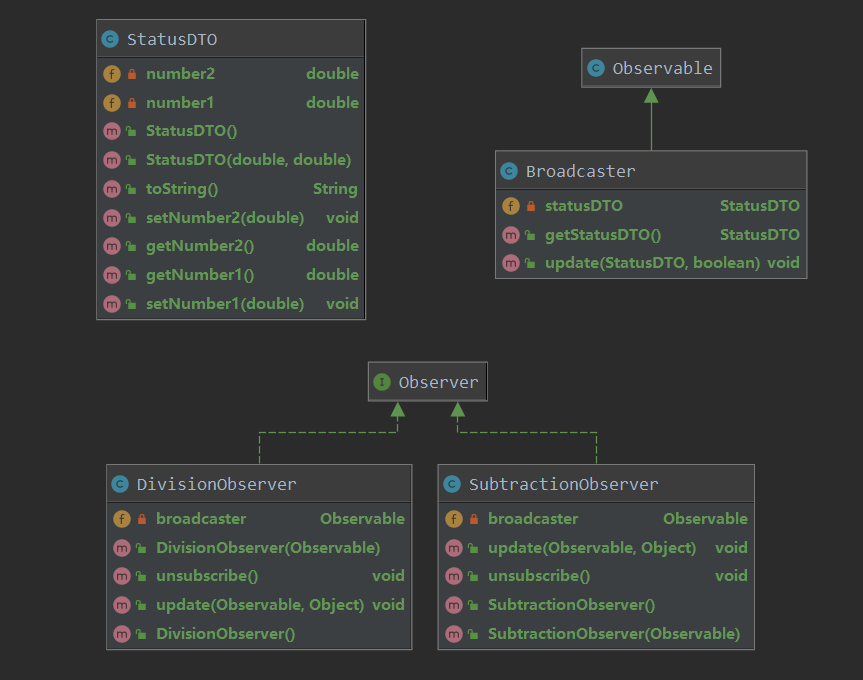 StatusDTO
number2 double
number1 double
StatusDTO()
StatusDTO(double, double)
toString() String
setNumber2(double) void
getNumber2() double
getNumber1() double
setNumber1(double) void
Observable
Broadcaster
statusDTO StatusDTO
getStatusDTO() StatusDTO
update(StatusDTO, boolean) void
Observer
DivisionObserver
broadcaster Observable
DivisionObserver(Observable)
unsubscribe() void
update(Observable, Object) void
DivisionObserver()
SubtractionObserver
broadcaster Observable
update(Observable, Object) void
unsubscribe() void
SubtractionObserver()
SubtractionObserver(Observable)